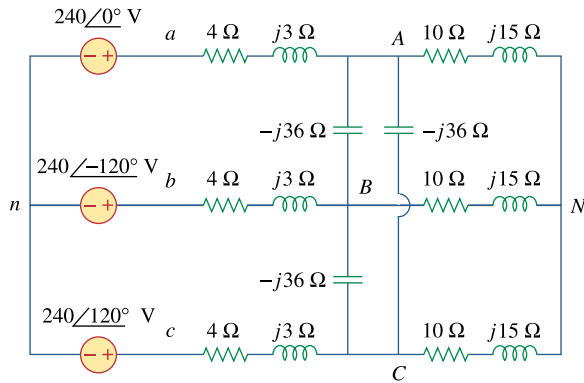 240/0° V
a
4 Ω
j3 Ω
A
10 Ω
j15 Ω
−j36 Ω
−j36 Ω
240/−120° V
b
4 Ω
j3 Ω
B
10 Ω
j15 Ω
n
N
−j36 Ω
240/120° V
c
4 Ω
j3 Ω
10 Ω
j15 Ω
C
− +
− +
− +